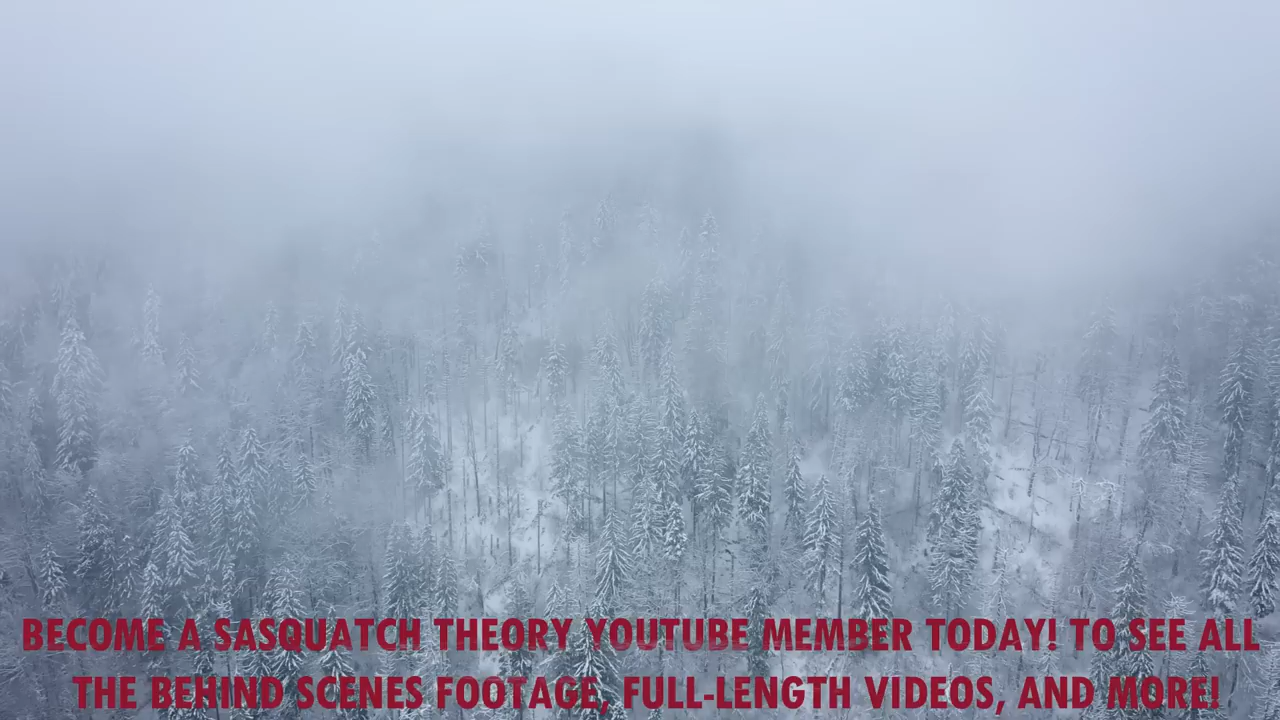 BECOME A SASQUATCH THEORY YOUTUBE MEMBER TODAY! TO SEE ALL
THE BEHIND SCENES FOOTAGE, FULL-LENGTH VIDEOS, AND MORE!